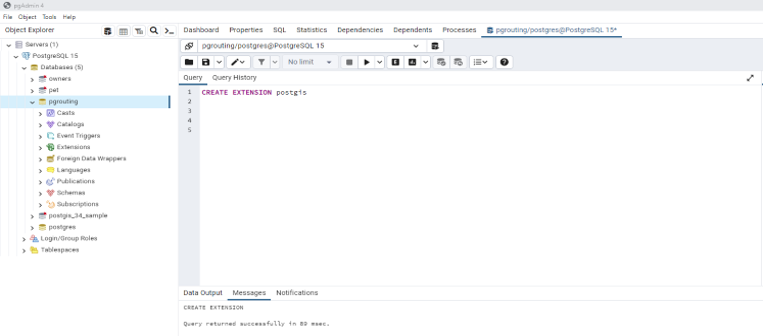 pgAdmin 4
File Object Tools Help
Object Explorer
Dashboard Properties SQL Statistics Dependencies Dependents Processes pgrouting/postgres@PostgreSQL 15*
Servers (1)
PostgreSQL 15
Databases (5)
owners
pet
pgrouting
Casts
Catalogs
Event Triggers
Extensions
Foreign Data Wrappers
Languages
Publications
Schemas
Subscriptions
postgis_34_sample
postgres
Login/Group Roles
Tablespaces
pgrouting/postgres@PostgreSQL 15
No limit
Query Query History
1 CREATE EXTENSION postgis
2
3
4
5
Data Output Messages Notifications
CREATE EXTENSION
Query returned successfully in 89 msec.